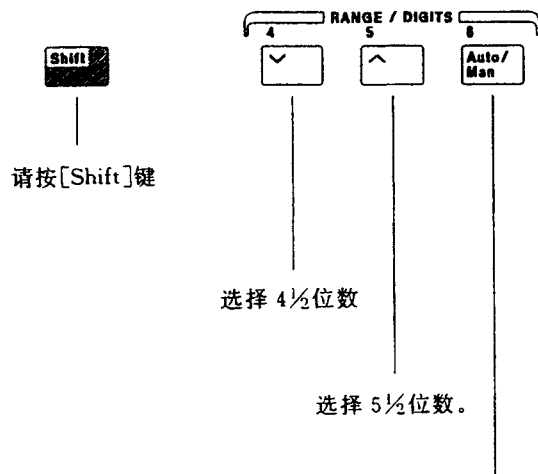 RANGE / DIGITS
4 5 6
Shift Auto/
Man
请按[Shift]键
选择 4½位数
选择 5½位数。